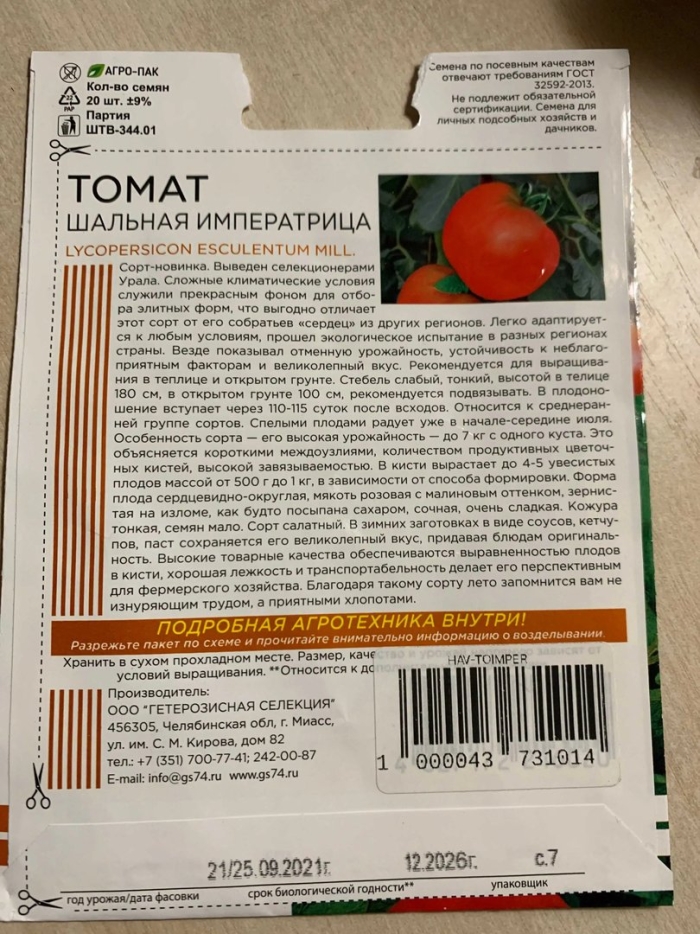 АГРО-ПАК
Кол-во семян
20 шт. ±9%
Партия
ШТВ-344.01
PAP
Семена по посевным качествам
отвечают требованиям ГОСТ
32592-2013.
Не подлежит обязательной
сертификации. Семена для
личных подсобных хозяйств и
дачников.
ТОМАТ
ШАЛЬНАЯ ИМПЕРАТРИЦА
LYCOPERSICON ESCULENTUM MILL.
Сорт-новинка. Выведен селекционерами
Урала. Сложные климатические условия
служили прекрасным фоном для отбо-
ра элитных форм, что выгодно отличает
этот сорт от его собратьев «сердец» из других регионов. Легко адаптирует-
ся к любым условиям, прошел экологическое испытание в разных регионах
страны. Везде показывал отменную урожайность, устойчивость к неблаго-
приятным факторам и великолепный вкус. Рекомендуется для выращива-
ния в теплице и открытом грунте. Стебель слабый, тонкий, высотой в телице
180 см, в открытом грунте 100 см, рекомендуется подвязывать. В плодоно-
шение вступает через 110-115 суток после всходов. Относится к среднеран-
ней группе сортов. Спелыми плодами радует уже в начале-середине июля.
Особенность сорта — его высокая урожайность — до 7 кг с одного куста. Это
объясняется короткими междоузлиями, количеством продуктивных цветоч-
ных кистей, высокой завязываемостью. В кисти вырастает до 4-5 увесистых
плодов массой от 500 г до 1 кг, в зависимости от способа формировки. Форма
плода сердцевидно-округлая, мякоть розовая с малиновым оттенком, зернис-
тая на изломе, как будто посыпана сахаром, сочная, очень сладкая. Кожура
тонкая, семян мало. Сорт салатный. В зимних заготовках в виде соусов, кетчу-
пов, паст сохраняется его великолепный вкус, придавая блюдам оригиналь-
ность. Высокие товарные качества обеспечиваются выравненностью плодов
в кисти, хорошая лежкость и транспортабельность делает его перспективным
для фермерского хозяйства. Благодаря такому сорту лето запомнится вам не
изнуряющим трудом, а приятными хлопотами.
ПОДРОБНАЯ АГРОТЕХНИКА ВНУТРИ!
Разрежьте пакет по схеме и прочитайте внимательно информацию о возделывании.
Хранить в сухом прохладном месте. Размер, каче
условий выращивания. **Относится к до
HAV-TOIMPER
1 000043 731014
Производитель:
ООО "ГЕТЕРОЗИСНАЯ СЕЛЕКЦИЯ"
456305, Челябинская обл, г. Миасс,
ул. им. С. М. Кирова, дом 82
тел.: +7 (351) 700-77-41; 242-00-87
E-mail: info@gs74.ru www.gs74.ru
21/25.09.2021г. 12.2026г. с.7
год урожая/дата фасовки срок биологической годности** упаковщик